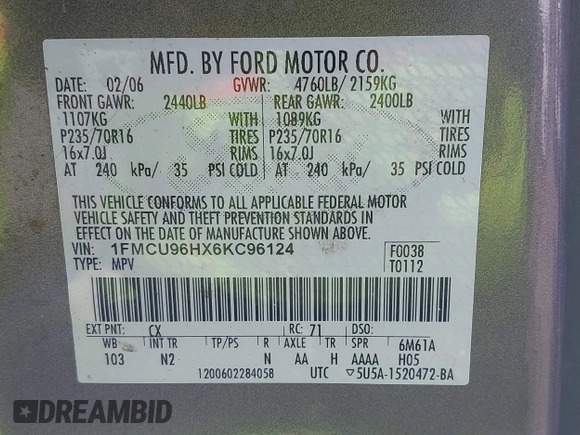 MFD. BY FORD MOTOR CO.
DATE: 02/06 GVWR: 4760LB/ 2159KG
FRONT GAWR: 2440LB REAR GAWR: 2400LB
1107KG WITH 1089KG WITH
P235/70R16 TIRES P235/70R16 TIRES
16x7.0J RIMS 16x7.0J RIMS
AT 240 kPa/ 35 PSI COLD AT 240 kPa/ 35 PSI COLD
THIS VEHICLE CONFORMS TO ALL APPLICABLE FEDERAL MOTOR
VEHICLE SAFETY AND THEFT PREVENTION STANDARDS IN
EFFECT ON THE DATE OF MANUFACTURE SHOWN ABOVE.
VIN: 1FMCU96HX6KC96124 F0038
TYPE: MPV T0112
EXT PNT: CX RC: 71 DSO:
WB INT TR TP/PS R AXLE TR SPR 6M61A
103 N2 N AA H AAAA H05
1200602284058 UTC ▽5U5A-1520472-BA
DREAMBID